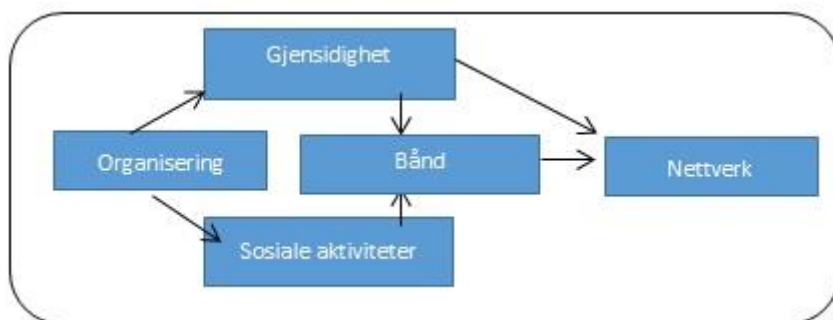 Gjensidighet
Organisering
Bånd
Nettverk
Sosiale aktiviteter